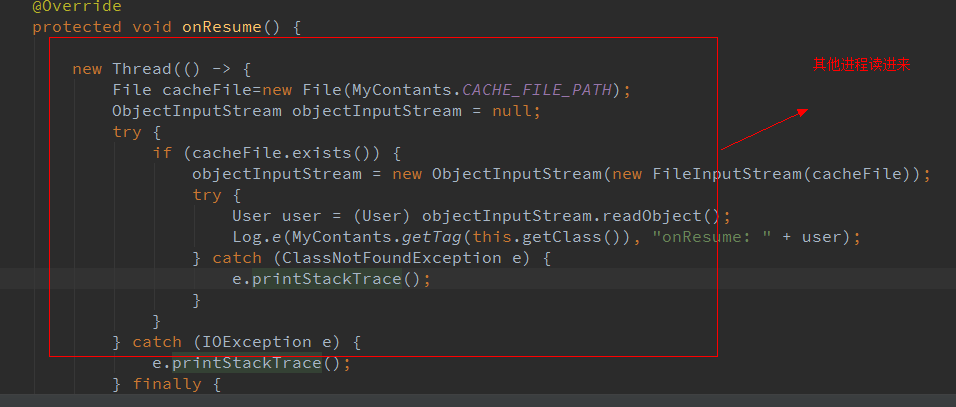 @Override
protected void onResume() {
new Thread(() -> {
其他进程读进来
File cacheFile=new File(MyContants.CACHE_FILE_PATH);
ObjectInputStream objectInputStream = null;
try {
if (cacheFile.exists()) {
objectInputStream = new ObjectInputStream(new FileInputStream(cacheFile));
try {
User user = (User) objectInputStream.readObject();
Log.e(MyContants.getTag(this.getClass()), "onResume: " + user);
} catch (ClassNotFoundException e) {
e.printStackTrace();
}
}
} catch (IOException e) {
e.printStackTrace();
} finally {